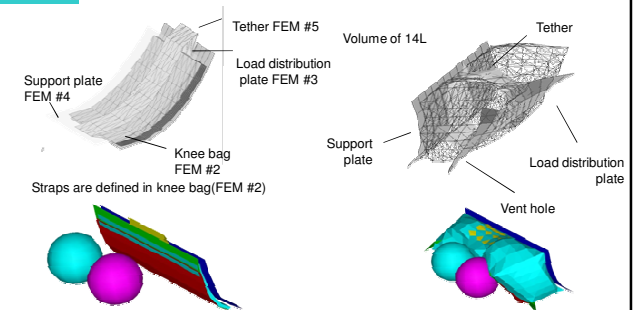 Tether FEM #5
Load distribution
plate FEM #3
Support plate
FEM #4
Knee bag
FEM #2
Straps are defined in knee bag(FEM #2)
Volume of 14L
Tether
Support
plate
Load distribution
plate
Vent hole